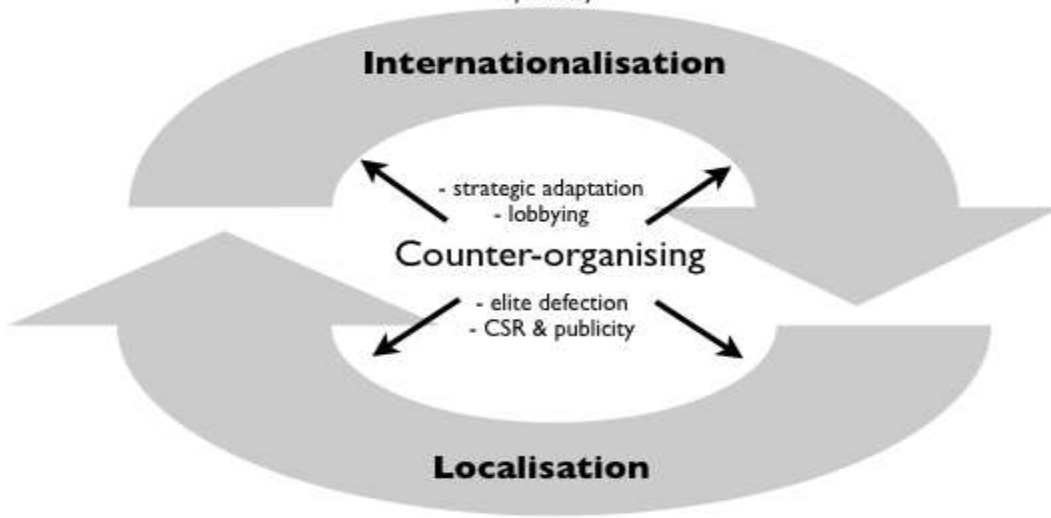 Internationalisation
- strategic adaptation
- lobbying
Counter-organising
- elite defection
- CSR & publicity
Localisation